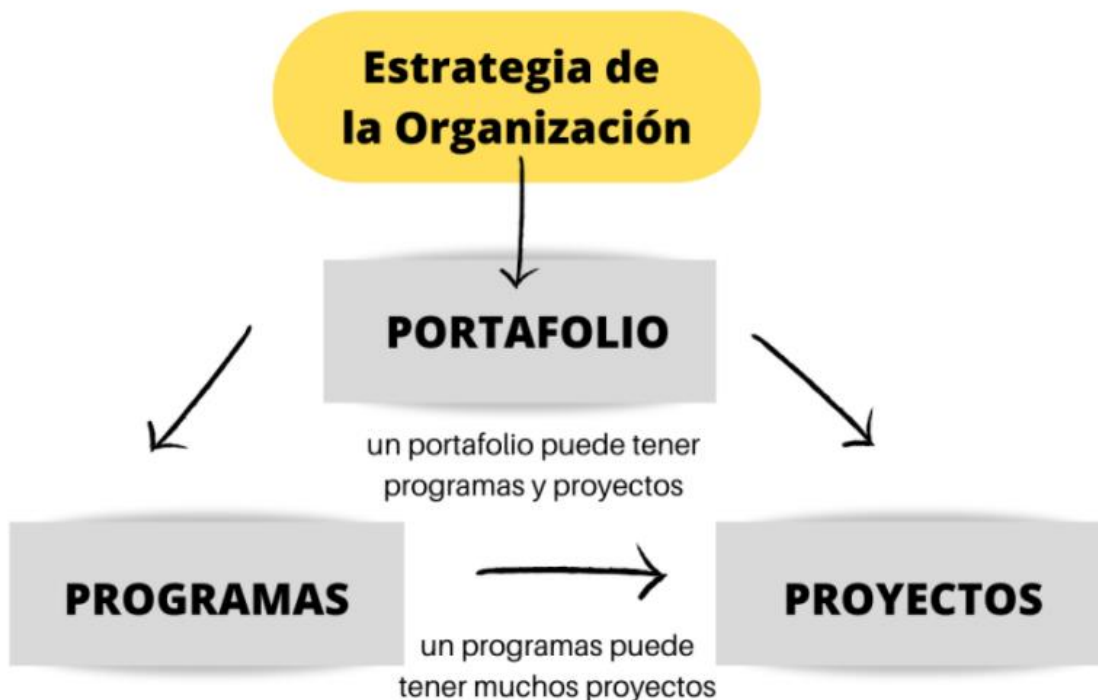 Estrategia de
la Organización
PORTAFOLIO
un portafolio puede tener
programas y proyectos
PROGRAMAS
PROYECTOS
un programas puede
tener muchos proyectos